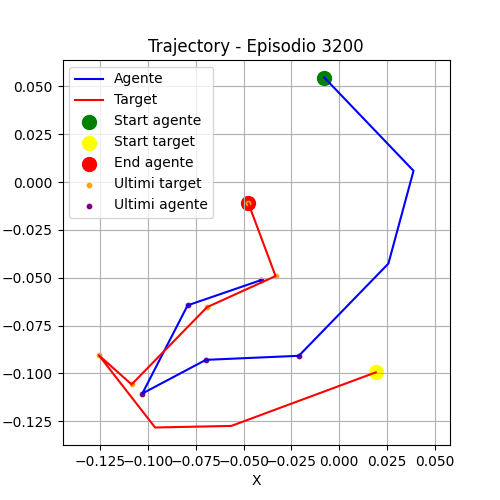 Trajectory - Episodio 3200
Agente
Target
Start agente
Start target
End agente
Ultimi target
Ultimi agente
0.050
0.025
0.000
−0.025
−0.050
−0.075
−0.100
−0.125
−0.125 −0.100 −0.075 −0.050 −0.025 0.000 0.025 0.050
X